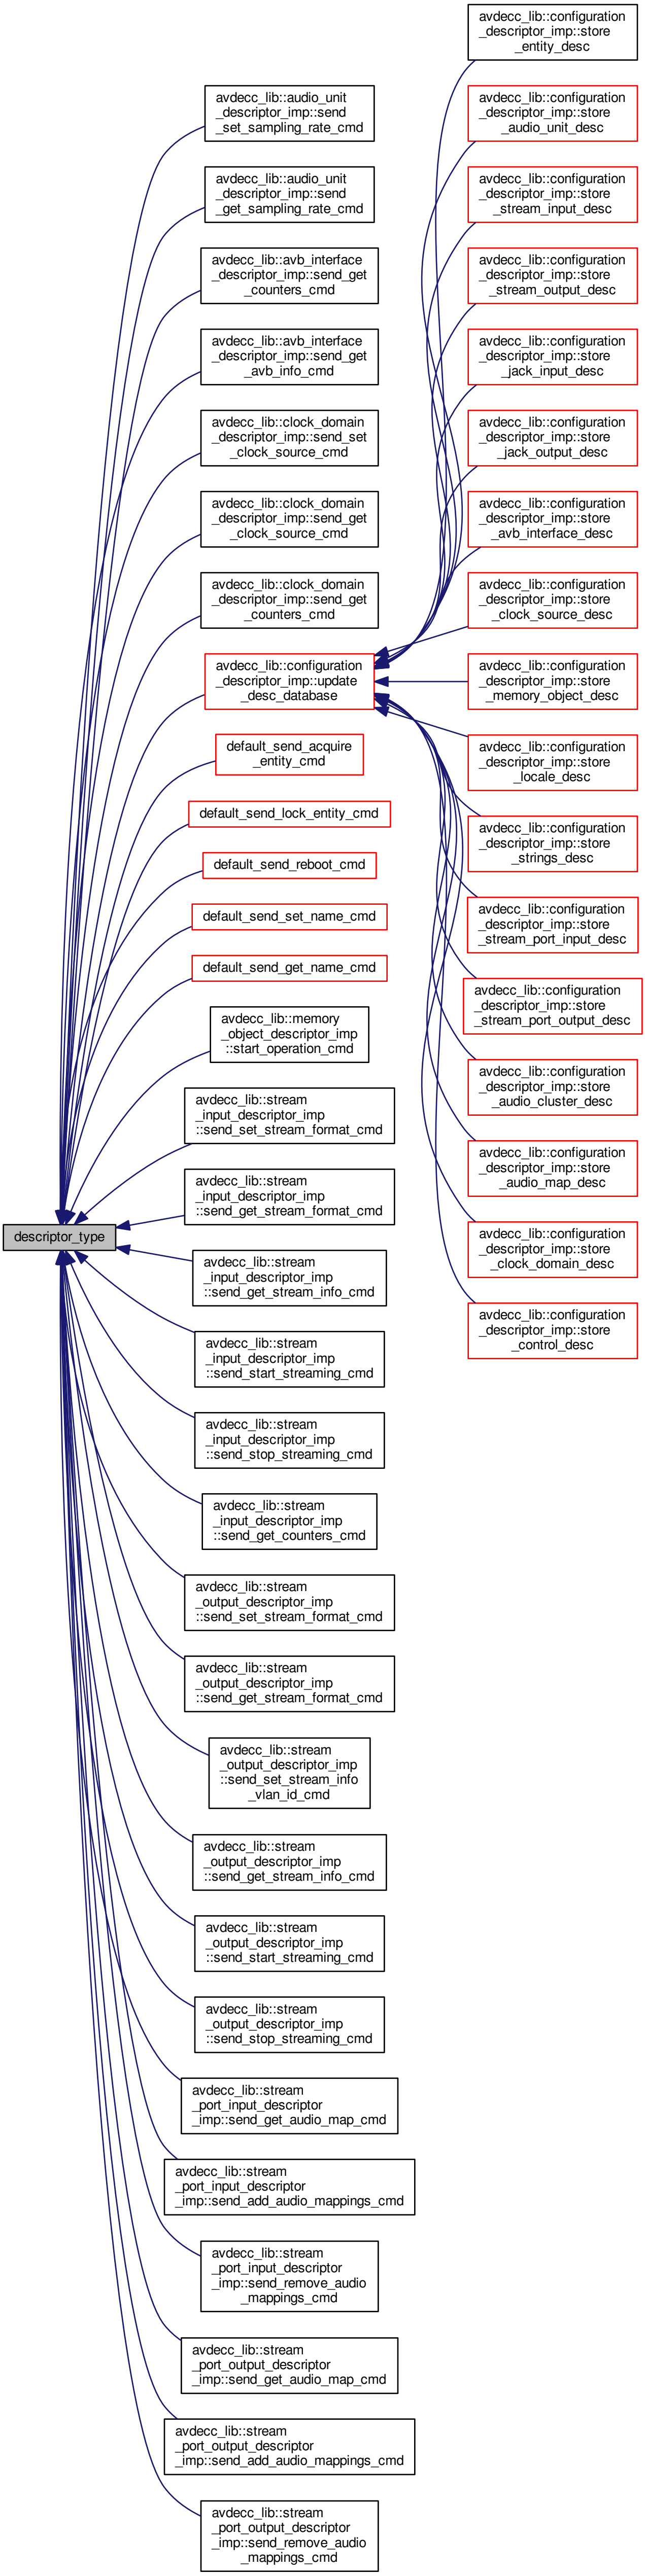 descriptor_type
avdecc_lib::audio_unit
_descriptor_imp::send
_set_sampling_rate_cmd
avdecc_lib::audio_unit
_descriptor_imp::send
_get_sampling_rate_cmd
avdecc_lib::avb_interface
_descriptor_imp::send_get
_counters_cmd
avdecc_lib::avb_interface
_descriptor_imp::send_get
_avb_info_cmd
avdecc_lib::clock_domain
_descriptor_imp::send_set
_clock_source_cmd
avdecc_lib::clock_domain
_descriptor_imp::send_get
_clock_source_cmd
avdecc_lib::clock_domain
_descriptor_imp::send_get
_counters_cmd
avdecc_lib::configuration
_descriptor_imp::update
_desc_database
default_send_acquire
_entity_cmd
default_send_lock_entity_cmd
default_send_reboot_cmd
default_send_set_name_cmd
default_send_get_name_cmd
avdecc_lib::memory
_object_descriptor_imp
::start_operation_cmd
avdecc_lib::stream
_input_descriptor_imp
::send_set_stream_format_cmd
avdecc_lib::stream
_input_descriptor_imp
::send_get_stream_format_cmd
avdecc_lib::stream
_input_descriptor_imp
::send_get_stream_info_cmd
avdecc_lib::stream
_input_descriptor_imp
::send_start_streaming_cmd
avdecc_lib::stream
_input_descriptor_imp
::send_stop_streaming_cmd
avdecc_lib::stream
_input_descriptor_imp
::send_get_counters_cmd
avdecc_lib::stream
_output_descriptor_imp
::send_set_stream_format_cmd
avdecc_lib::stream
_output_descriptor_imp
::send_get_stream_format_cmd
avdecc_lib::stream
_output_descriptor_imp
::send_set_stream_info
_vlan_id_cmd
avdecc_lib::stream
_output_descriptor_imp
::send_get_stream_info_cmd
avdecc_lib::stream
_output_descriptor_imp
::send_start_streaming_cmd
avdecc_lib::stream
_output_descriptor_imp
::send_stop_streaming_cmd
avdecc_lib::stream
_port_input_descriptor
_imp::send_get_audio_map_cmd
avdecc_lib::stream
_port_input_descriptor
_imp::send_add_audio_mappings_cmd
avdecc_lib::stream
_port_input_descriptor
_imp::send_remove_audio
_mappings_cmd
avdecc_lib::stream
_port_output_descriptor
_imp::send_get_audio_map_cmd
avdecc_lib::stream
_port_output_descriptor
_imp::send_add_audio_mappings_cmd
avdecc_lib::stream
_port_output_descriptor
_imp::send_remove_audio
_mappings_cmd
avdecc_lib::configuration
_descriptor_imp::store
_entity_desc
avdecc_lib::configuration
_descriptor_imp::store
_audio_unit_desc
avdecc_lib::configuration
_descriptor_imp::store
_stream_input_desc
avdecc_lib::configuration
_descriptor_imp::store
_stream_output_desc
avdecc_lib::configuration
_descriptor_imp::store
_jack_input_desc
avdecc_lib::configuration
_descriptor_imp::store
_jack_output_desc
avdecc_lib::configuration
_descriptor_imp::store
_avb_interface_desc
avdecc_lib::configuration
_descriptor_imp::store
_clock_source_desc
avdecc_lib::configuration
_descriptor_imp::store
_memory_object_desc
avdecc_lib::configuration
_descriptor_imp::store
_locale_desc
avdecc_lib::configuration
_descriptor_imp::store
_strings_desc
avdecc_lib::configuration
_descriptor_imp::store
_stream_port_input_desc
avdecc_lib::configuration
_descriptor_imp::store
_stream_port_output_desc
avdecc_lib::configuration
_descriptor_imp::store
_audio_cluster_desc
avdecc_lib::configuration
_descriptor_imp::store
_audio_map_desc
avdecc_lib::configuration
_descriptor_imp::store
_clock_domain_desc
avdecc_lib::configuration
_descriptor_imp::store
_control_desc